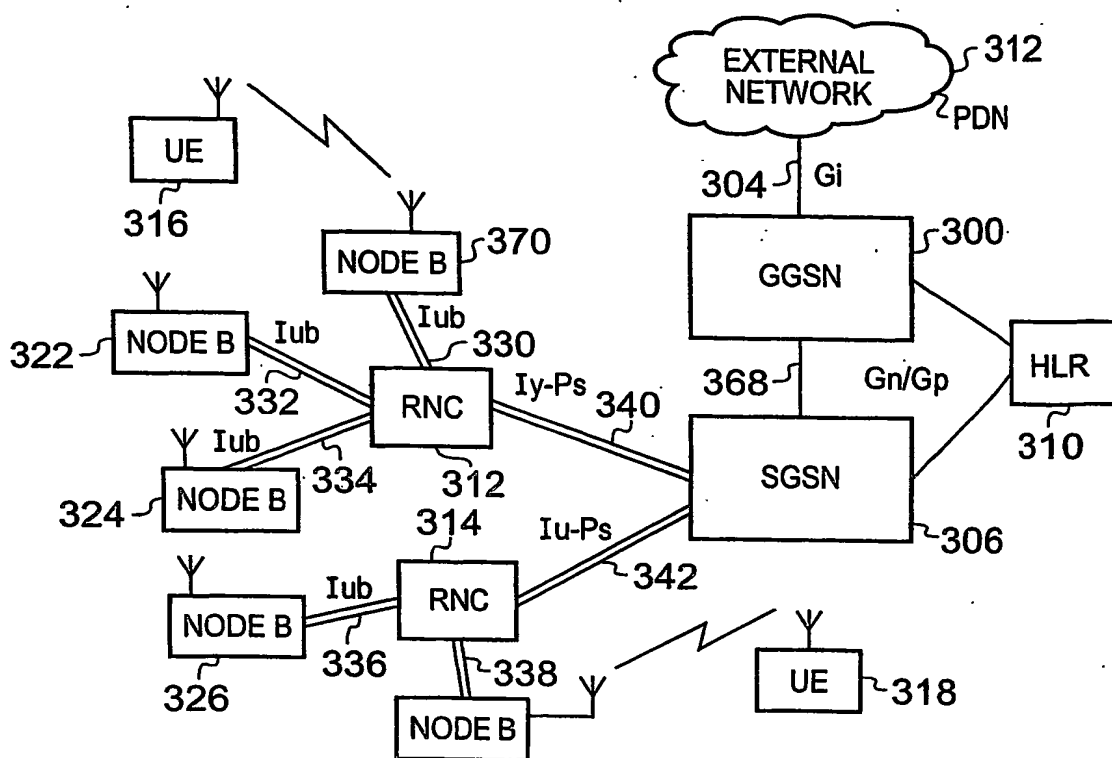 EXTERNAL
NETWORK
312
PDN
304
Gi
UE
316
NODE B
370
300
GGSN
Iub
330
NODE B
322
Iub
332
368
Gn/Gp
HLR
310
RNC
312
Iy-Ps
340
Iub
334
NODE B
324
SGSN
306
314
Iu-Ps
342
RNC
Iub
336
NODE B
326
338
NODE B
UE
318